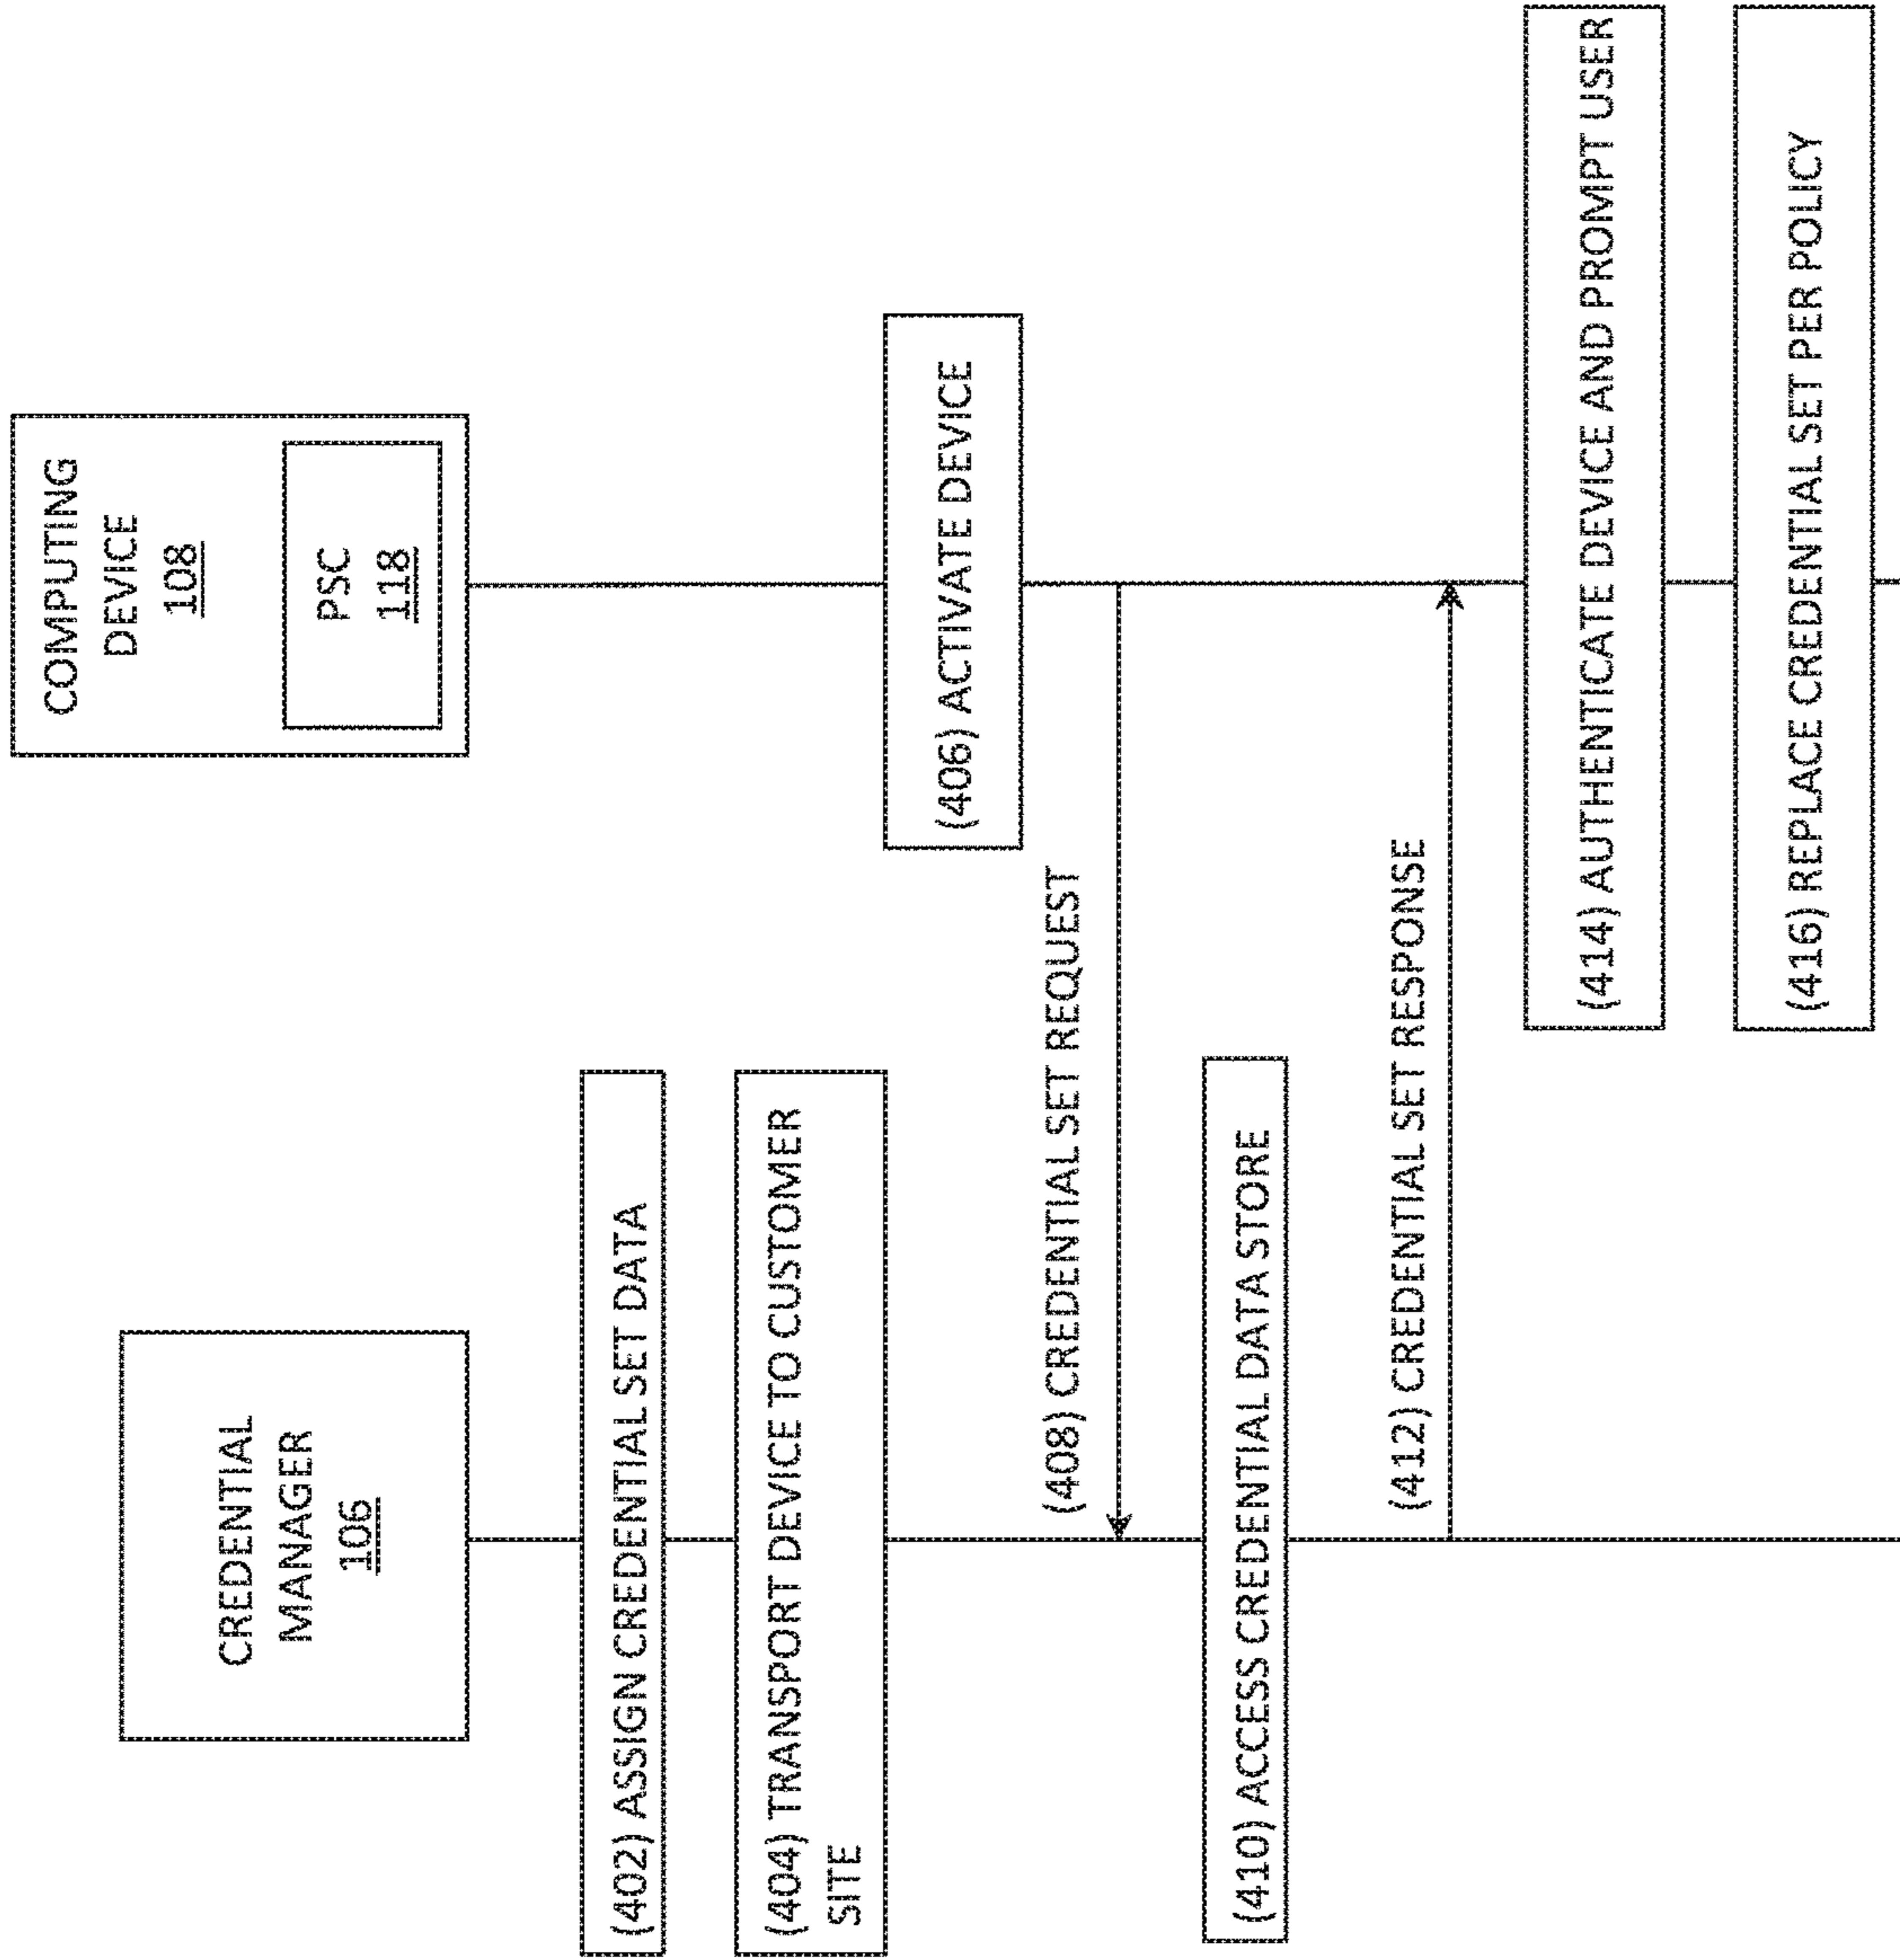 CREDENTIAL
MANAGER
106
COMPUTING
DEVICE
108
PSC
118
(402) ASSIGN CREDENTIAL SET DATA
(404) TRANSPORT DEVICE TO CUSTOMER
SITE
(406) ACTIVATE DEVICE
(408) CREDENTIAL SET REQUEST
(410) ACCESS CREDENTIAL DATA STORE
(412) CREDENTIAL SET RESPONSE
(414) AUTHENTICATE DEVICE AND PROMPT USER
(416) REPLACE CREDENTIAL SET PER POLICY